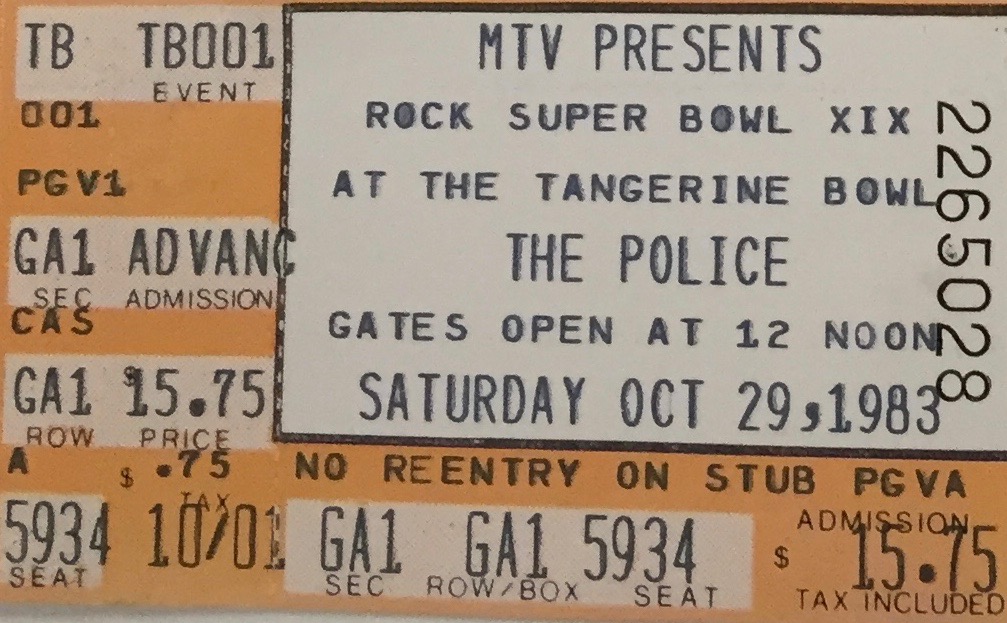 TB TB001
EVENT
001
PGV1
GA1 ADVANC
SEC ADMISSION
CAS
GA1 $15.75
ROW PRICE
A $ .75
TAX
5934 10/01
SEAT
MTV PRESENTS
ROCK SUPER BOWL XIX
AT THE TANGERINE BOWL
THE POLICE
GATES OPEN AT 12 NOON
SATURDAY OCT 29,1983
2265028
NO REENTRY ON STUB PGVA
GA1 GA1 5934
SEC ROW/BOX SEAT
ADMISSION
$ 15.75
TAX INCLUDED